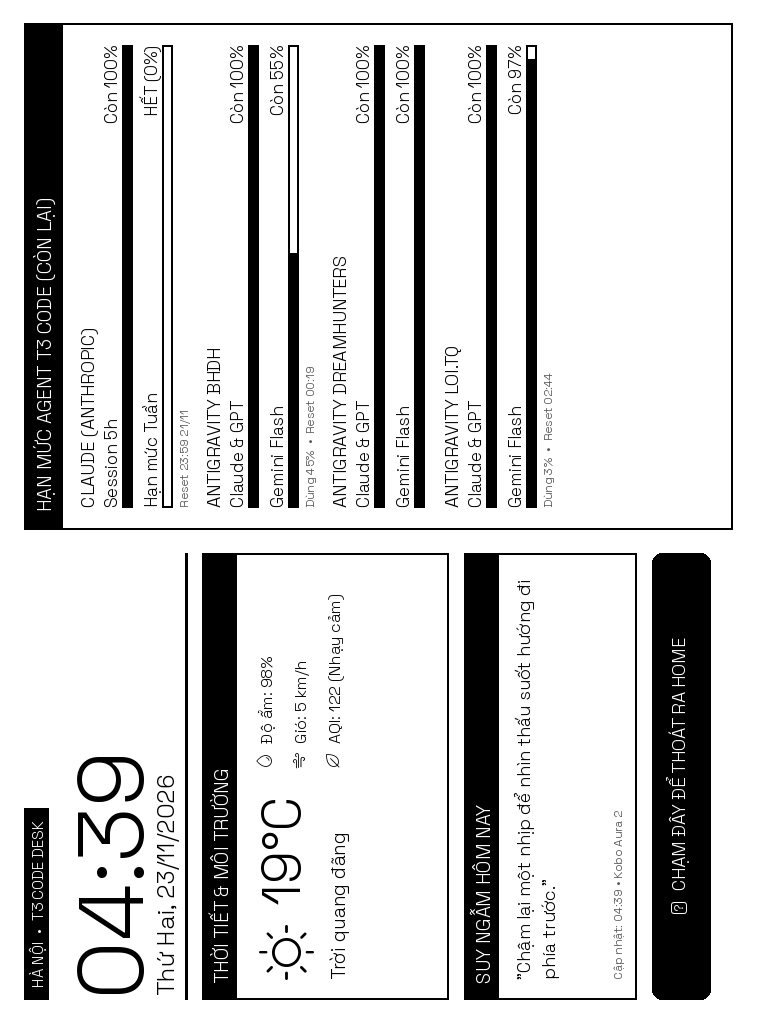 HÀ NỘI • T3 CODE DESK
04:39
Thứ Hai, 23/11/2026
THỜI TIẾT & MÔI TRƯỜNG
19°C
Trời quang đãng
Độ ẩm: 98%
Gió: 5 km/h
AQI: 122 (Nhạy cảm)
SUY NGẪM HÔM NAY
"Chậm lại một nhịp để nhìn thấu suốt hướng đi
phía trước."
Cập nhật: 04:39 • Kobo Aura 2
CHẠM ĐÂY ĐỂ THOÁT RA HOME
HẠN MỨC AGENT T3 CODE (CÒN LẠI)
CLAUDE (ANTHROPIC)
Session 5h Còn 100%
Hạn mức Tuần HẾT (0%)
Reset 23:59 21/11
ANTIGRAVITY BHDH
Claude & GPT Còn 100%
Gemini Flash Còn 55%
Dùng 45% • Reset 00:19
ANTIGRAVITY DREAMHUNTERS
Claude & GPT Còn 100%
Gemini Flash Còn 100%
ANTIGRAVITY LOI.TQ
Claude & GPT Còn 100%
Gemini Flash Còn 97%
Dùng 3% • Reset 02:44